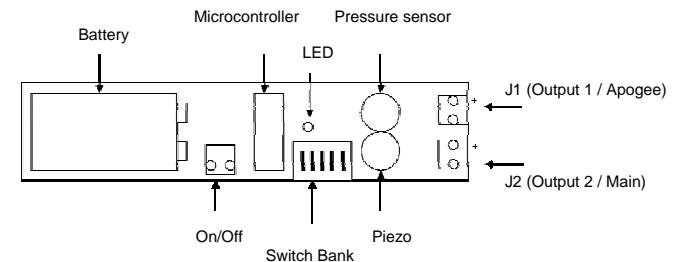 Microcontroller
Pressure sensor
Battery
LED
J1 (Output 1 / Apogee)
+
+
J2 (Output 2 / Main)
On/Off
Piezo
Switch Bank